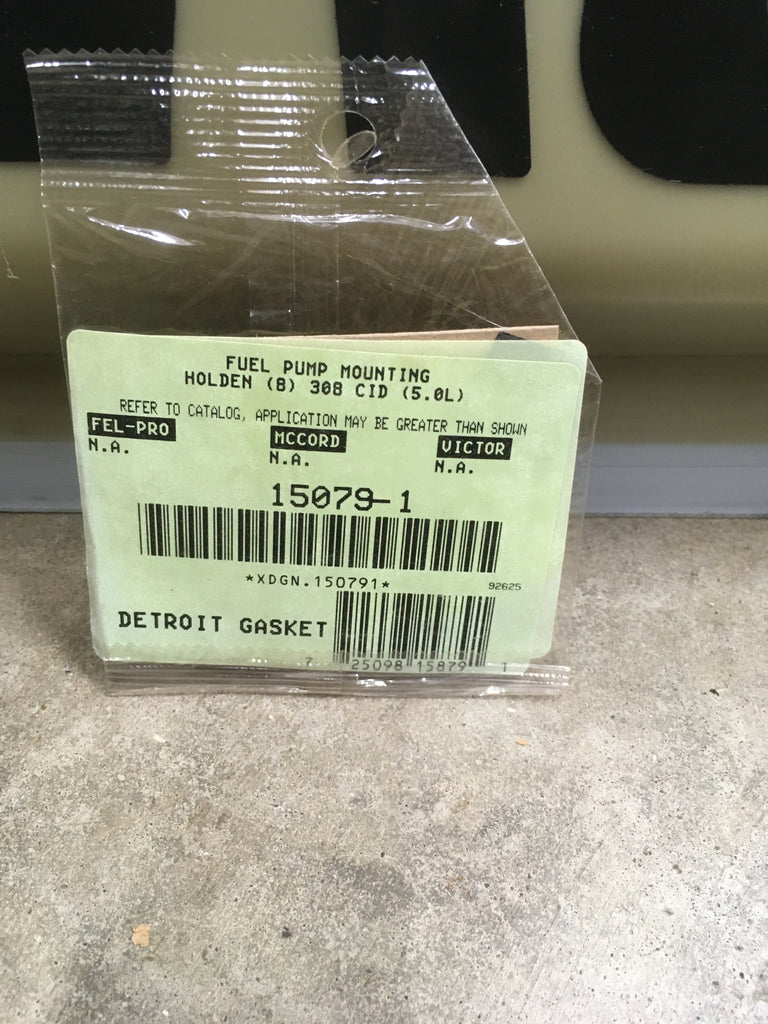 FUEL PUMP MOUNTING
HOLDEN (8) 308 CID (5.0L)
REFER TO CATALOG, APPLICATION MAY BE GREATER THAN SHOWN
FEL-PRO MCCORD VICTOR
N.A. N.A. N.A.
15079-1
*XDGN.150791*
92625
DETROIT GASKET
7 25098 15879 1